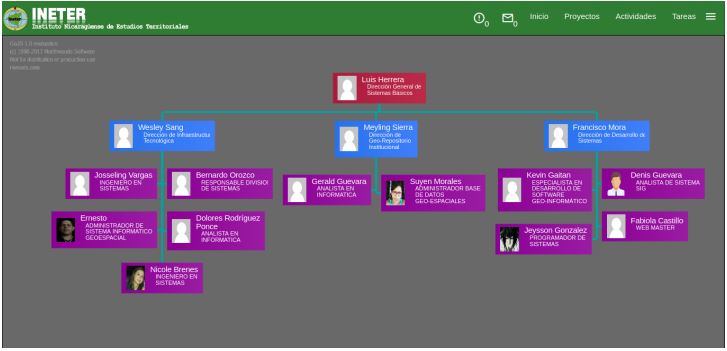 INETER
Instituto Nicaragüense de Estudios Territoriales
0
0
Inicio
Proyectos
Actividades
Tareas
GoJS 1.8 evaluation
(c) 1998-2017 Northwoods Software
Not for distribution or production use
nwoods.com
Luis Herrera
Dirección General de
Sistemas Básicos
Wesley Sang
Dirección de Infraestructur
Tecnológica
Meyling Sierra
Dirección de
Geo-Repositorio
Institucional
Francisco Mora
Dirección de Desarrollo de
Sistemas
Josseling Vargas
INGENIERO EN
SISTEMAS
Bernardo Orozco
RESPONSABLE DIVISIO
DE SISTEMAS
Gerald Guevara
ANALISTA EN
INFORMATICA
Suyen Morales
ADMINISTRADOR BASE
DE DATOS
GEO-ESPACIALES
Kevin Gaitan
ESPECIALISTA EN
DESARROLLO DE
SOFTWARE
GEO-INFORMÁTICO
Denis Guevara
ANALISTA DE SISTEMA
SIG
Ernesto
ADMINISTRADOR DE
SISTEMA INFORMATICO
GEOESPACIAL
Dolores Rodríguez
Ponce
ANALISTA EN
INFORMATICA
Jeysson Gonzalez
PROGRAMADOR DE
SISTEMAS
Fabiola Castillo
WEB MASTER
Nicole Brenes
INGENIERO EN
SISTEMAS